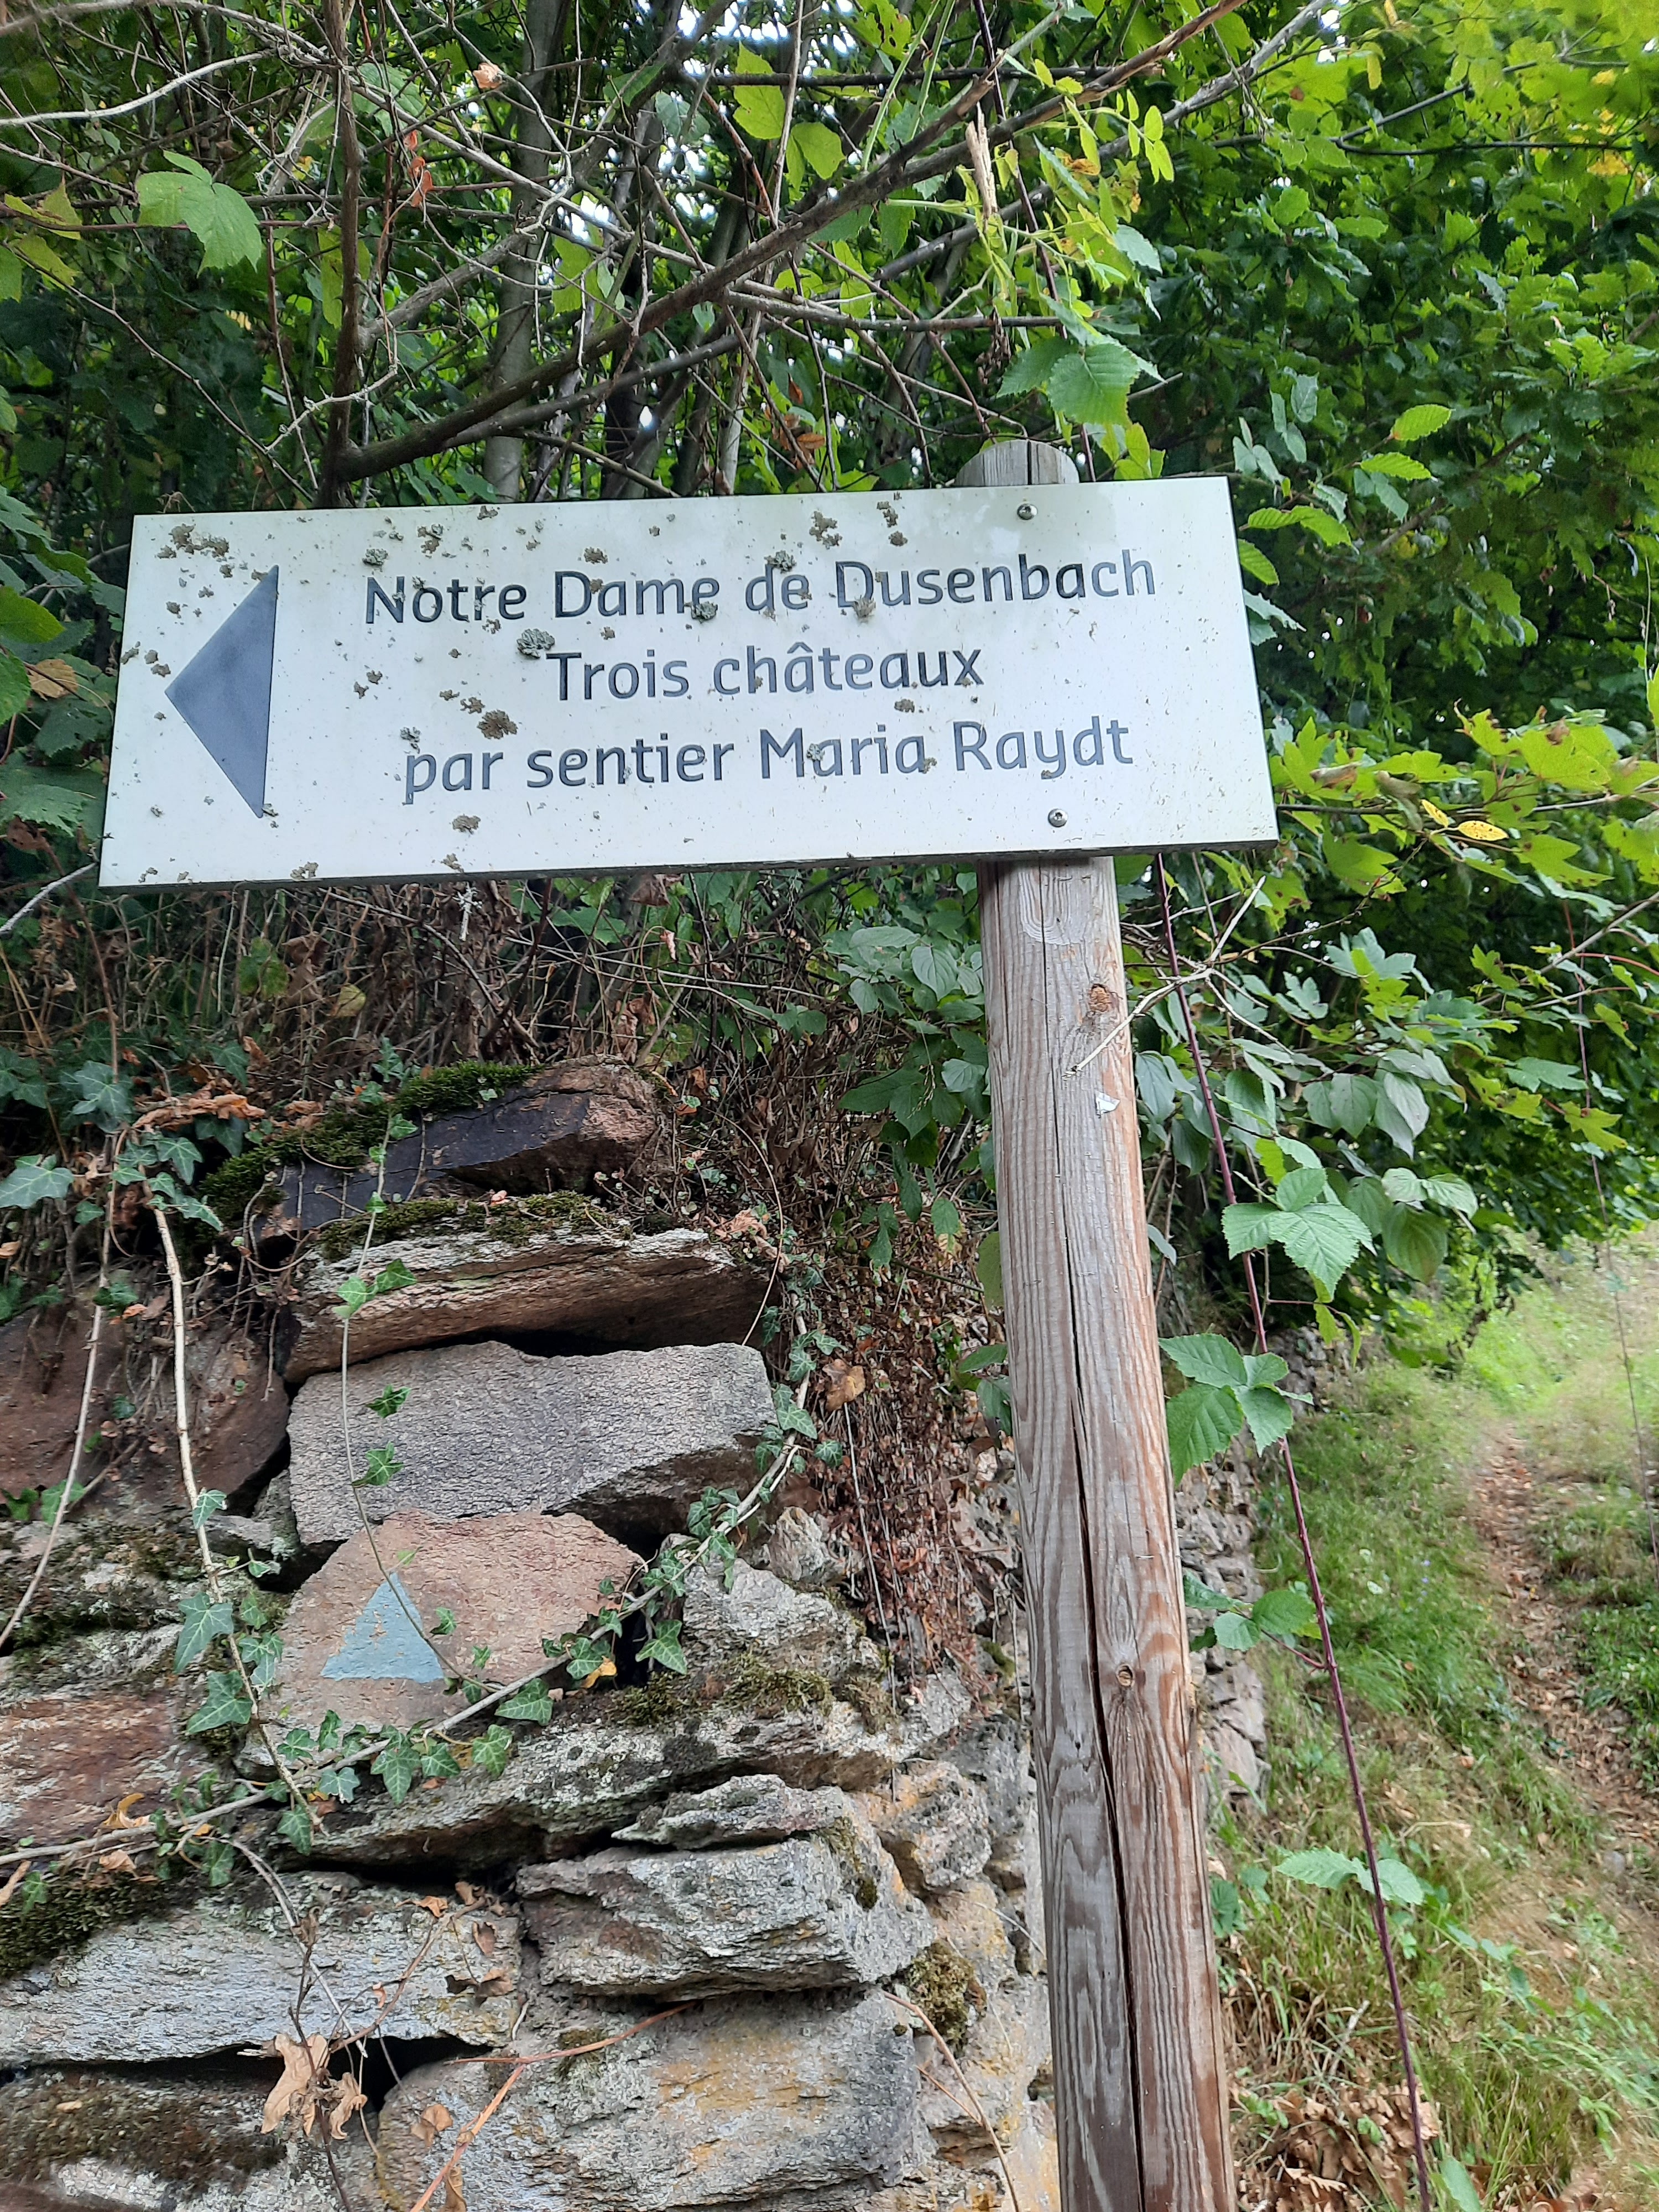 Notre Dame de Dusenbach
Trois châteaux
par sentier Maria Raydt